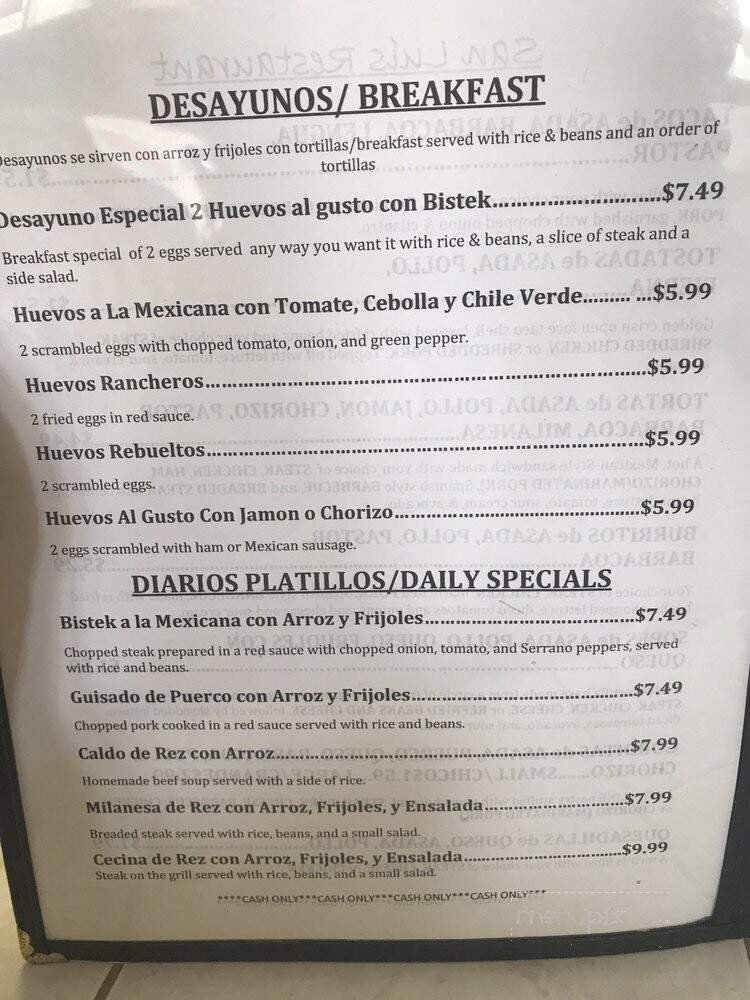 DESAYUNOS/ BREAKFAST
Desayunos se sirven con arroz y frijoles con tortillas/breakfast served with rice & beans and an order of
tortillas
Desayuno Especial 2 Huevos al gusto con Bistek..............................$7.49
Breakfast special of 2 eggs served any way you want it with rice & beans, a slice of steak and a
side salad.
Huevos a La Mexicana con Tomate, Cebolla y Chile Verde......... ...$5.99
2 scrambled eggs with chopped tomato, onion, and green pepper.
Huevos Rancheros..............................................................................$5.99
2 fried eggs in red sauce.
Huevos Rebueltos..............................................................................$5.99
2 scrambled eggs.
Huevos Al Gusto Con Jamon o Chorizo............................................$5.99
2 eggs scrambled with ham or Mexican sausage.
DIARIOS PLATILLOS/DAILY SPECIALS
Bistek a la Mexicana con Arroz y Frijoles.......................................$7.49
Chopped steak prepared in a red sauce with chopped onion, tomato, and Serrano peppers, served
with rice and beans.
Guisado de Puerco con Arroz y Frijoles..........................................$7.49
Chopped pork cooked in a red sauce served with rice and beans.
Caldo de Rez con Arroz....................................................................$7.99
Homemade beef soup served with a side of rice.
Milanesa de Rez con Arroz, Frijoles, y Ensalada............................$7.99
Breaded steak served with rice, beans, and a small salad.
Cecina de Rez con Arroz, Frijoles, y Ensalada................................$9.99
Steak on the grill served with rice, beans, and a small salad.
****CASH ONLY***CASH ONLY***CASH ONLY***CASH ONLY***